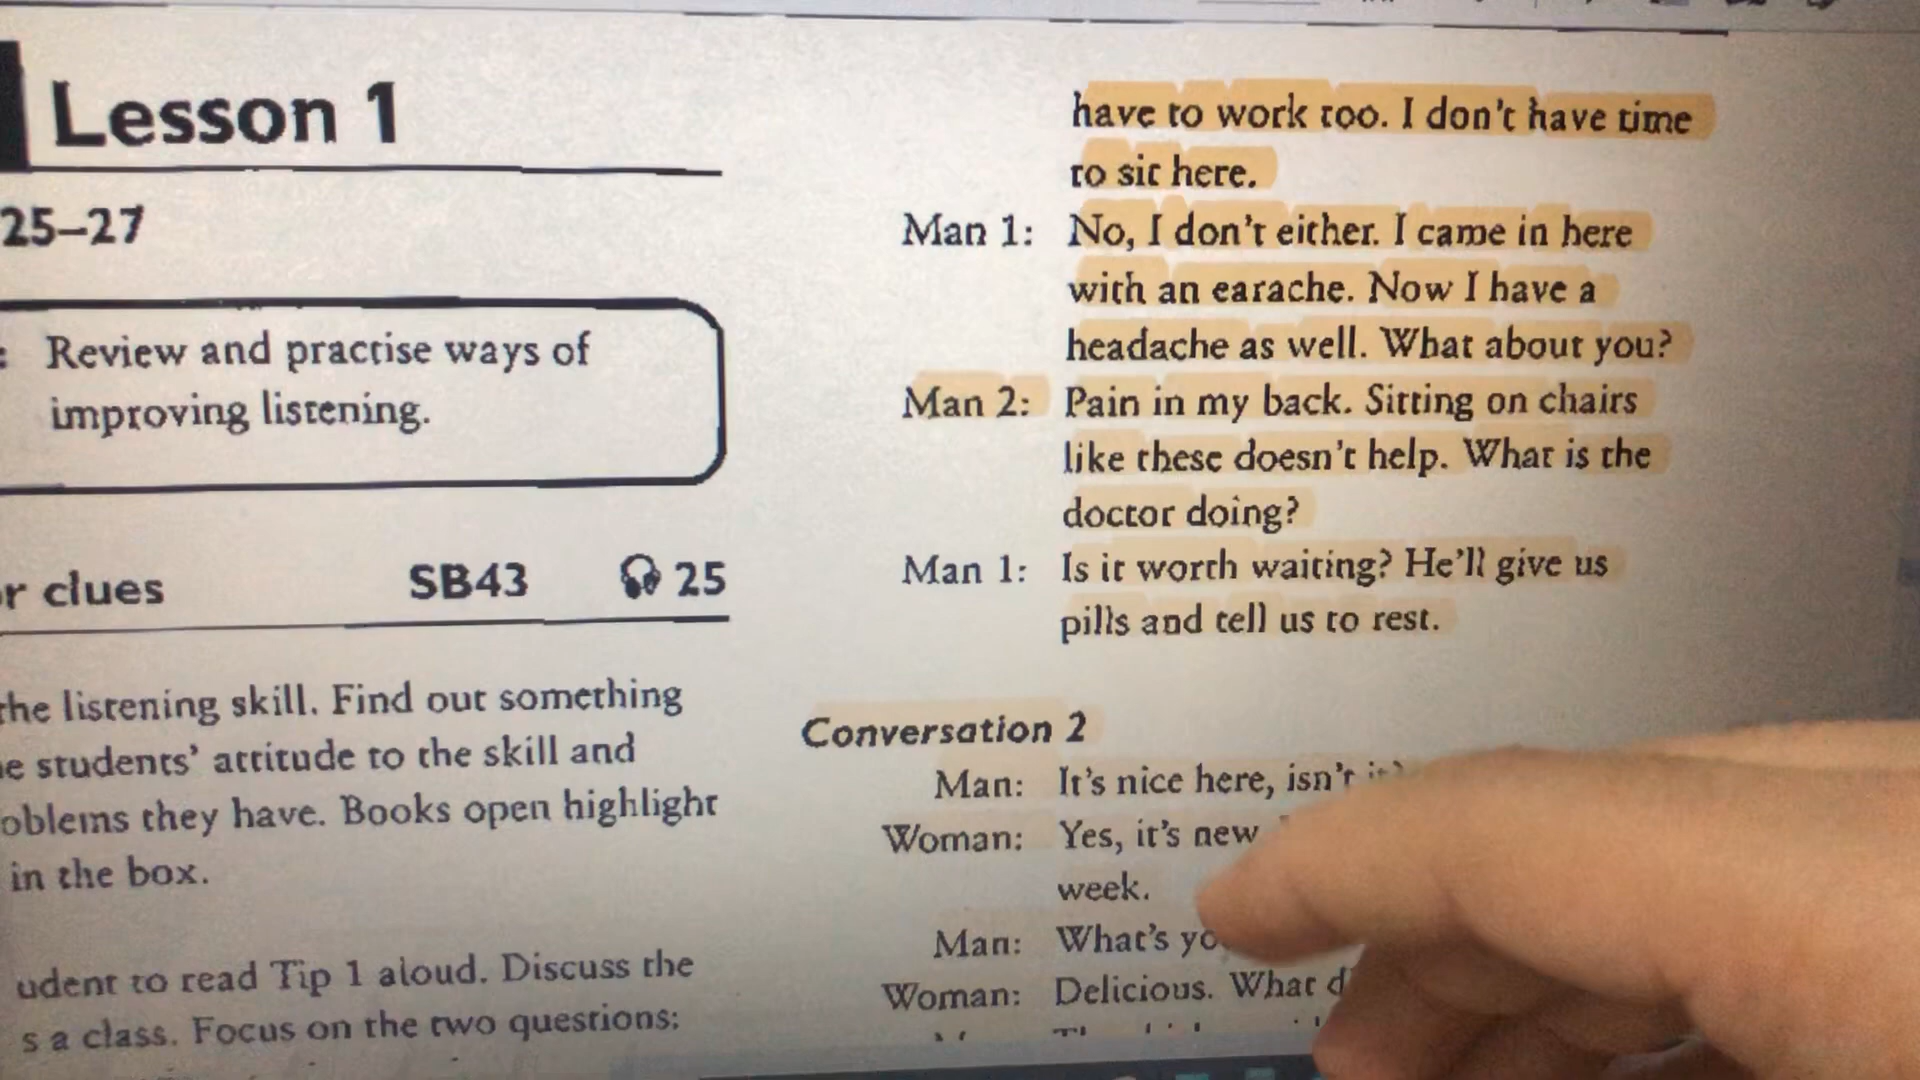 Lesson 1
25–27
: Review and practise ways of
improving listening.
r clues SB43 25
the listening skill. Find out something
e students' attitude to the skill and
oblems they have. Books open highlight
in the box.
udent to read Tip 1 aloud. Discuss the
s a class. Focus on the two questions:
have to work too. I don't have time
to sit here.
Man 1: No, I don't either. I came in here
with an earache. Now I have a
headache as well. What about you?
Man 2: Pain in my back. Sitting on chairs
like these doesn't help. What is the
doctor doing?
Man 1: Is it worth waiting? He'll give us
pills and tell us to rest.
Conversation 2
Man: It's nice here, isn't
Woman: Yes, it's new
week.
Man: What's
Woman: Delicious. What